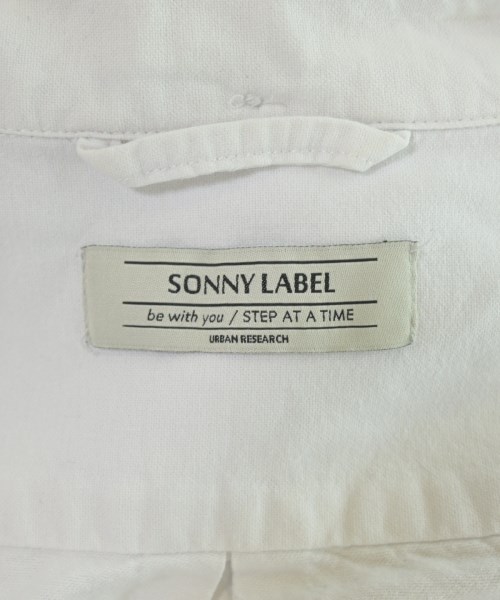 SONNY LABEL
be with you / STEP AT A TIME
URBAN RESEARCH